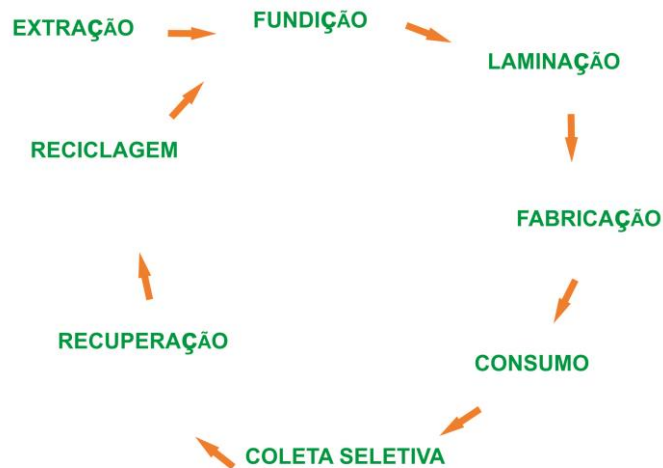 EXTRAÇÃO
FUNDIÇÃO
LAMINAÇÃO
FABRICAÇÃO
CONSUMO
COLETA SELETIVA
RECUPERAÇÃO
RECICLAGEM